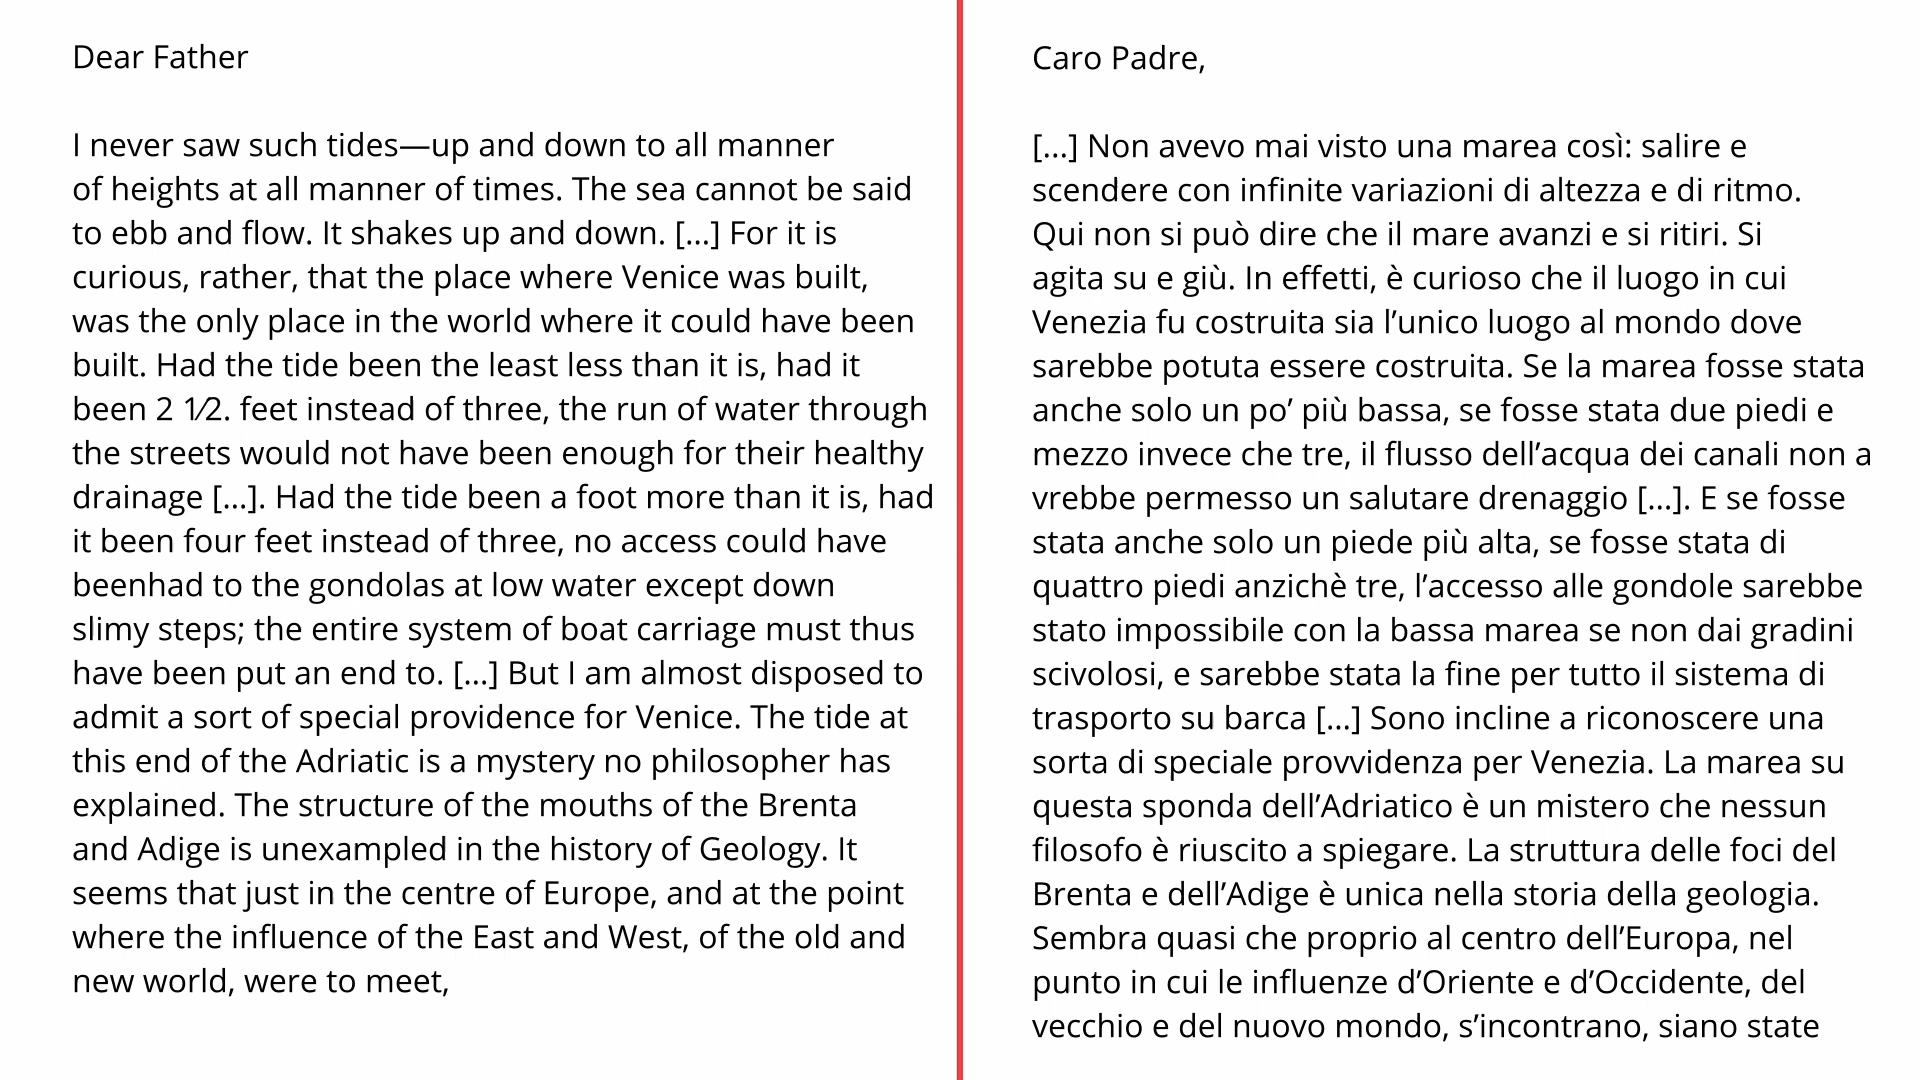 Dear Father
I never saw such tides—up and down to all manner
of heights at all manner of times. The sea cannot be said
to ebb and flow. It shakes up and down. [...] For it is
curious, rather, that the place where Venice was built,
was the only place in the world where it could have been
built. Had the tide been the least less than it is, had it
been 2 1⁄2. feet instead of three, the run of water through
the streets would not have been enough for their healthy
drainage [...]. Had the tide been a foot more than it is, had
it been four feet instead of three, no access could have
beenhad to the gondolas at low water except down
slimy steps; the entire system of boat carriage must thus
have been put an end to. [...] But I am almost disposed to
admit a sort of special providence for Venice. The tide at
this end of the Adriatic is a mystery no philosopher has
explained. The structure of the mouths of the Brenta
and Adige is unexampled in the history of Geology. It
seems that just in the centre of Europe, and at the point
where the influence of the East and West, of the old and
new world, were to meet,
Caro Padre,
[...] Non avevo mai visto una marea così: salire e
scendere con infinite variazioni di altezza e di ritmo.
Qui non si può dire che il mare avanzi e si ritiri. Si
agita su e giù. In effetti, è curioso che il luogo in cui
Venezia fu costruita sia l’unico luogo al mondo dove
sarebbe potuta essere costruita. Se la marea fosse stata
anche solo un po’ più bassa, se fosse stata due piedi e
mezzo invece che tre, il flusso dell’acqua dei canali non a
vrebbe permesso un salutare drenaggio [...]. E se fosse
stata anche solo un piede più alta, se fosse stata di
quattro piedi anzichè tre, l’accesso alle gondole sarebbe
stato impossibile con la bassa marea se non dai gradini
scivolosi, e sarebbe stata la fine per tutto il sistema di
trasporto su barca [...] Sono incline a riconoscere una
sorta di speciale provvidenza per Venezia. La marea su
questa sponda dell’Adriatico è un mistero che nessun
filosofo è riuscito a spiegare. La struttura delle foci del
Brenta e dell’Adige è unica nella storia della geologia.
Sembra quasi che proprio al centro dell’Europa, nel
punto in cui le influenze d’Oriente e d’Occidente, del
vecchio e del nuovo mondo, s’incontrano, siano state